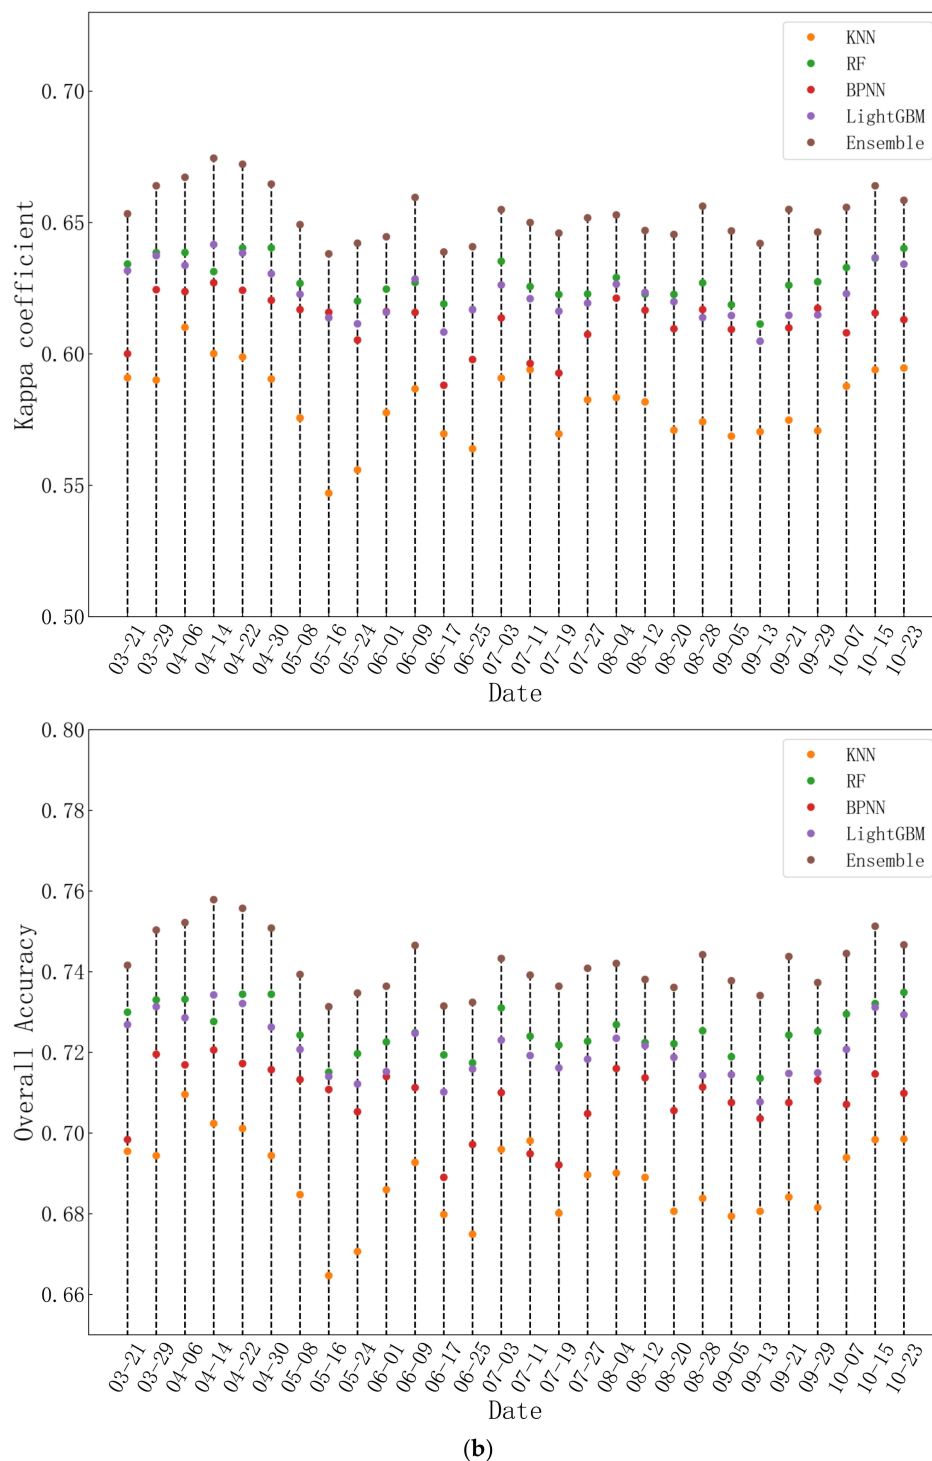 KNN
RF
BPNN
LightGBM
Ensemble
0.70
0.65
0.60
0.55
0.50
Kappa coefficient
03-21 03-29 04-06 04-14 04-22 04-30 05-08 05-16 05-24 06-01 06-09 06-17 06-25 07-03 07-11 07-19 07-27 08-04 08-12 08-20 08-28 09-05 09-13 09-21 09-29 10-07 10-15 10-23
Date
KNN
RF
BPNN
LightGBM
Ensemble
0.80
0.78
0.76
0.74
0.72
0.70
0.68
0.66
Overall Accuracy
03-21 03-29 04-06 04-14 04-22 04-30 05-08 05-16 05-24 06-01 06-09 06-17 06-25 07-03 07-11 07-19 07-27 08-04 08-12 08-20 08-28 09-05 09-13 09-21 09-29 10-07 10-15 10-23
Date
(b)